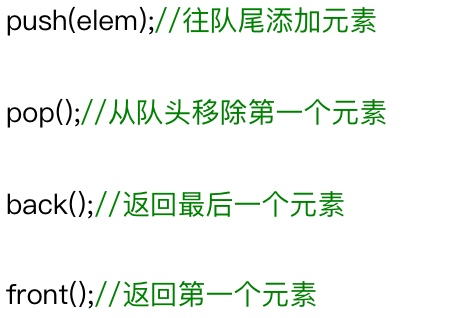 push(elem);//往队尾添加元素
pop();//从队头移除第一个元素
back();//返回最后一个元素
front();//返回第一个元素